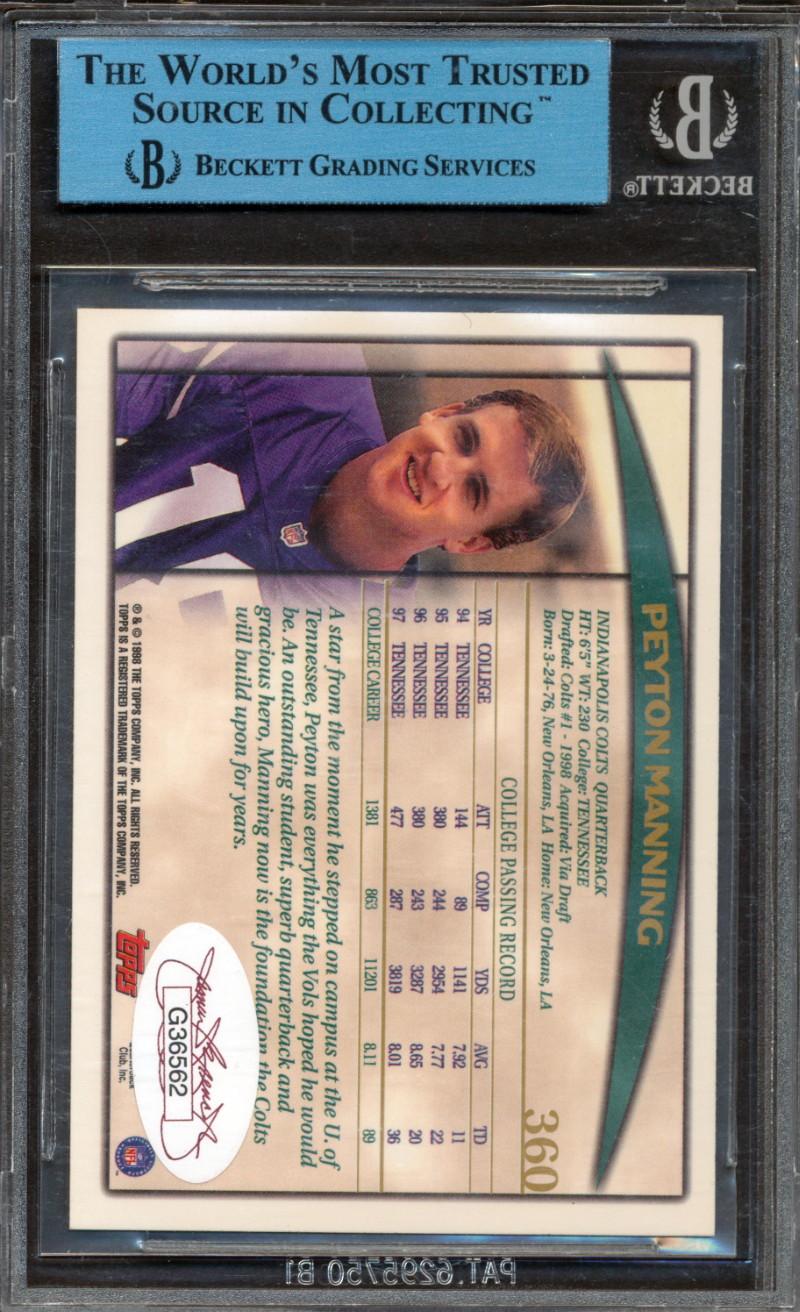 THE WORLD'S MOST TRUSTED
SOURCE IN COLLECTING™
B BECKETT GRADING SERVICES
B
BECKETT®
PEYTON MANNING
360
INDIANAPOLIS COLTS QUARTERBACK
HT: 6'5" WT: 230 College: TENNESSEE
Drafted: Colts #1 - 1998 Acquired: Via Draft
Born: 3-24-76, New Orleans, LA Home: New Orleans, LA
COLLEGE PASSING RECORD
YR COLLEGE ATT COMP YDS AVG TD
94 TENNESSEE 144 89 1141 7.92 11
95 TENNESSEE 380 244 2954 7.77 22
96 TENNESSEE 380 243 3287 8.65 20
97 TENNESSEE 477 287 3819 8.01 36
COLLEGE CAREER 1381 863 11201 8.11 89
A star from the moment he stepped on campus at the U. of
Tennessee, Peyton was everything the Vols hoped he would
be. An outstanding student, superb quarterback and
gracious hero, Manning now is the foundation the Colts
will build upon for years.
1
NFL
® & © 1998 THE TOPPS COMPANY, INC. ALL RIGHTS RESERVED.
TOPPS IS A REGISTERED TRADEMARK OF THE TOPPS COMPANY, INC.
topps
G36562
Club, Inc.
NFL
PAT. 6295750 B1